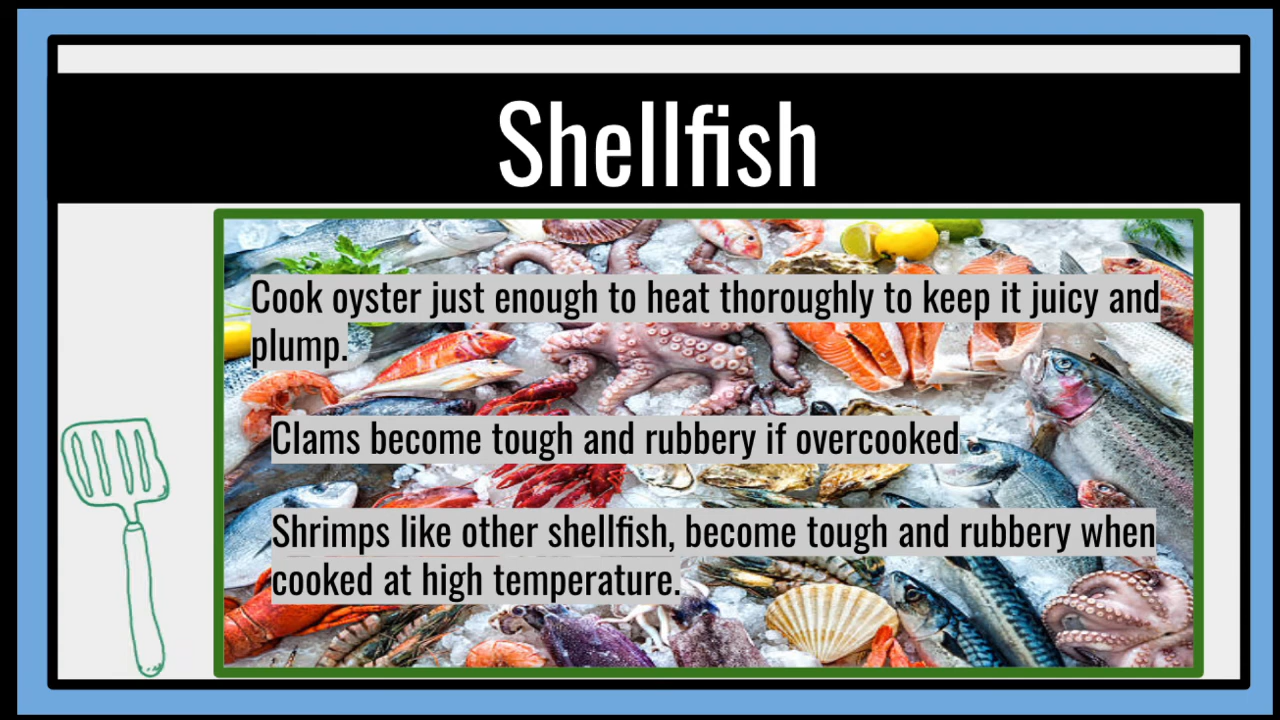 Shellfish
Cook oyster just enough to heat thoroughly to keep it juicy and
plump.
Clams become tough and rubbery if overcooked
Shrimps like other shellfish, become tough and rubbery when
cooked at high temperature.